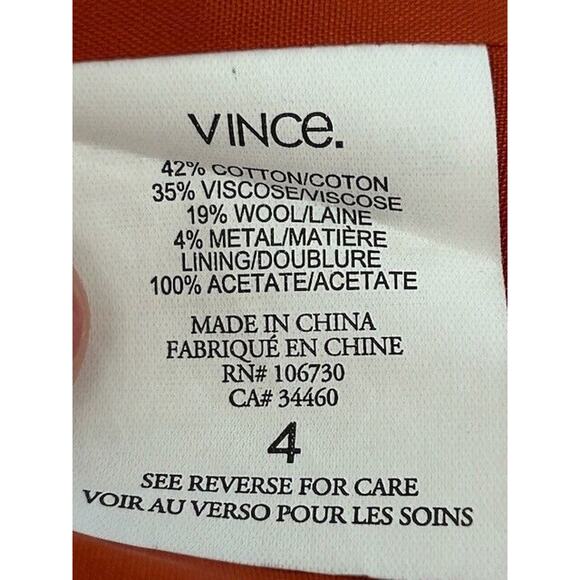 VINCe.
42% COTTON/COTON
35% VISCOSE/VISCOSE
19% WOOL/LAINE
4% METAL/MATIÈRE
LINING/DOUBLURE
100% ACETATE/ACETATE
MADE IN CHINA
FABRIQUÉ EN CHINE
RN# 106730
CA# 34460
4
SEE REVERSE FOR CARE
VOIR AU VERSO POUR LES SOINS